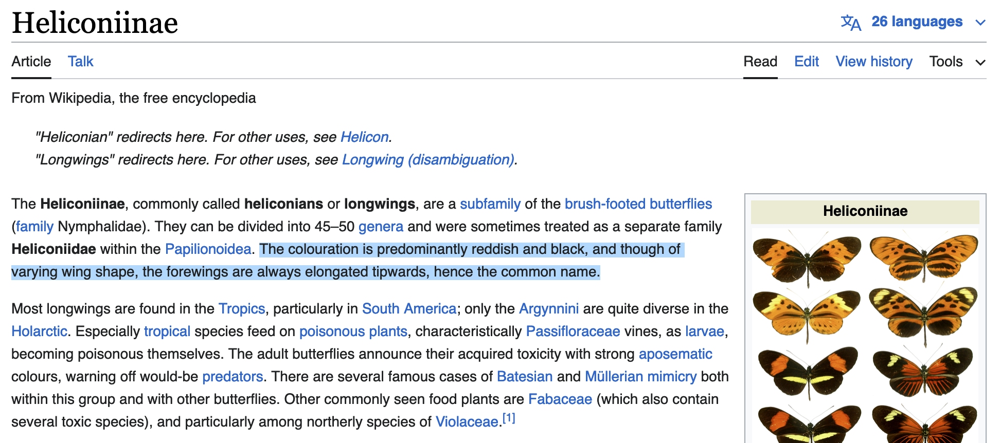 Heliconiinae
26 languages
Article Talk
Read Edit View history Tools
From Wikipedia, the free encyclopedia
"Heliconian" redirects here. For other uses, see Helicon.
"Longwings" redirects here. For other uses, see Longwing (disambiguation).
The Heliconiinae, commonly called heliconians or longwings, are a subfamily of the brush-footed butterflies
(family Nymphalidae). They can be divided into 45–50 genera and were sometimes treated as a separate family
Heliconiidae within the Papilionoidea. The colouration is predominantly reddish and black, and though of
varying wing shape, the forewings are always elongated tipwards, hence the common name.
Most longwings are found in the Tropics, particularly in South America; only the Argynnini are quite diverse in the
Holarctic. Especially tropical species feed on poisonous plants, characteristically Passifloraceae vines, as larvae,
becoming poisonous themselves. The adult butterflies announce their acquired toxicity with strong aposematic
colours, warning off would-be predators. There are several famous cases of Batesian and Müllerian mimicry both
within this group and with other butterflies. Other commonly seen food plants are Fabaceae (which also contain
several toxic species), and particularly among northerly species of Violaceae.[1]
Heliconiinae